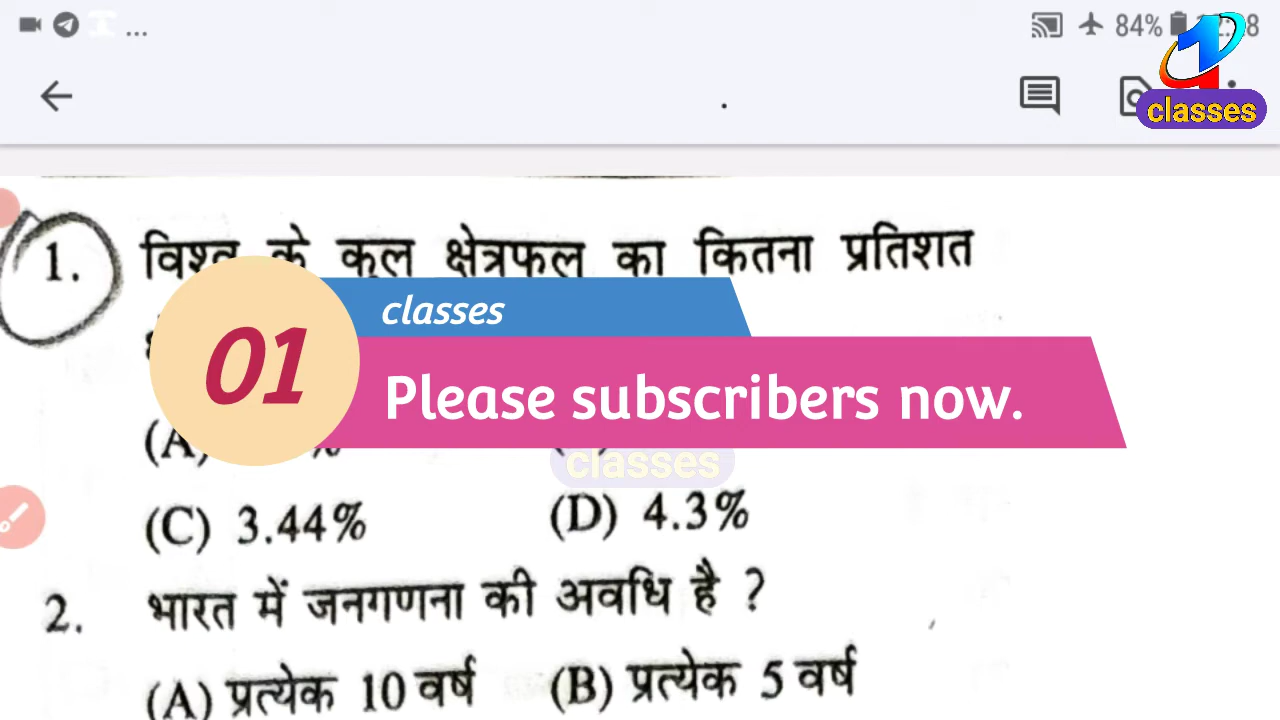 ...
84%
classes
1. विश्व के कुल क्षेत्रफल का कितना प्रतिशत
classes
01
Please subscribers now.
(A)
classes
(C) 3.44% (D) 4.3%
2. भारत में जनगणना की अवधि है ?
(A) प्रत्येक 10 वर्ष (B) प्रत्येक 5 वर्ष